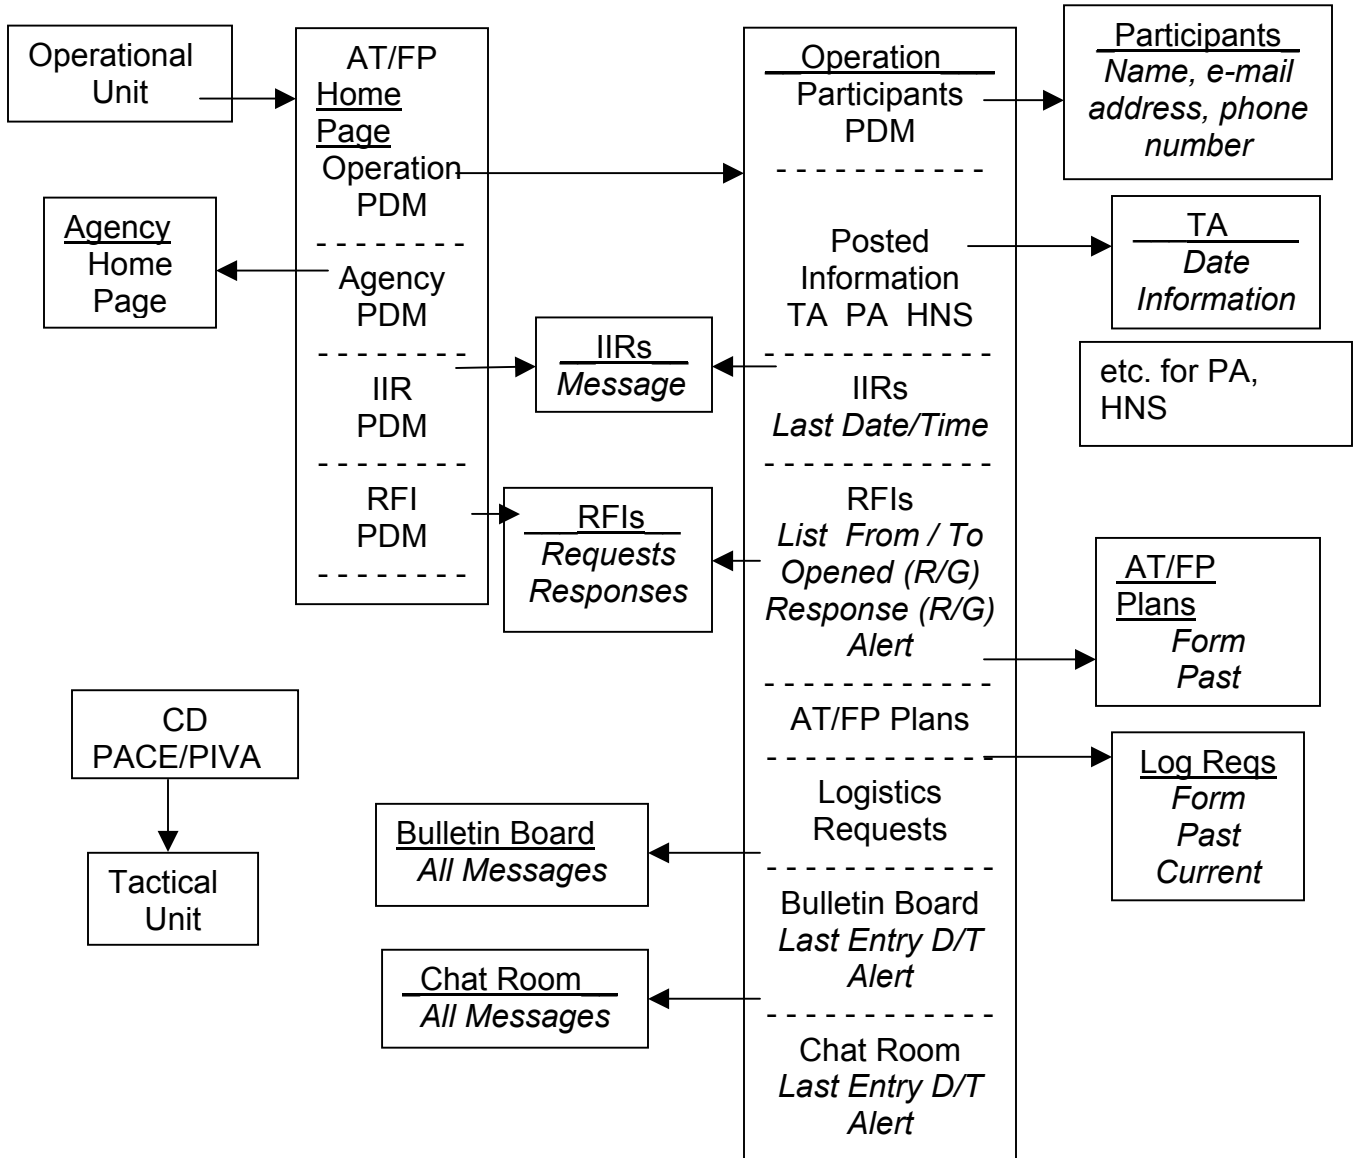 Operational
Unit
AT/FP
Home
Page
Operation
PDM
Agency
PDM
IIR
PDM
RFI
PDM
Agency
Home
Page
IIRs
Message
RFIs
Requests
Responses
CD
PACE/PIVA
Tactical
Unit
Bulletin Board
All Messages
Chat Room
All Messages
Operation
Participants
PDM
Posted
Information
TA PA HNS
IIRs
Last Date/Time
RFIs
List From / To
Opened (R/G)
Response (R/G)
Alert
AT/FP Plans
Logistics
Requests
Bulletin Board
Last Entry D/T
Alert
Chat Room
Last Entry D/T
Alert
Participants
Name, e-mail
address, phone
number
TA
Date
Information
etc. for PA,
HNS
AT/FP
Plans
Form
Past
Log Reqs
Form
Past
Current